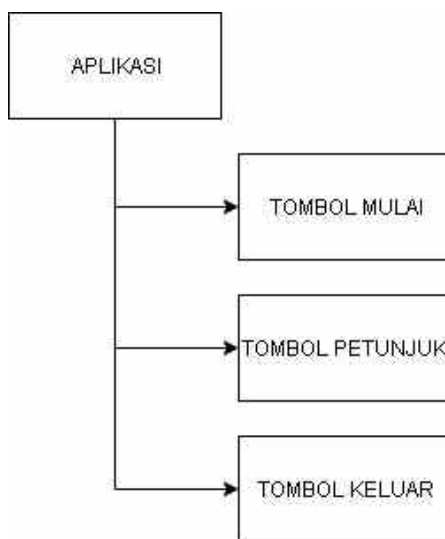 APLIKASI
TOMBOL MULAI
TOMBOL PETUNJUK
TOMBOL KELUAR